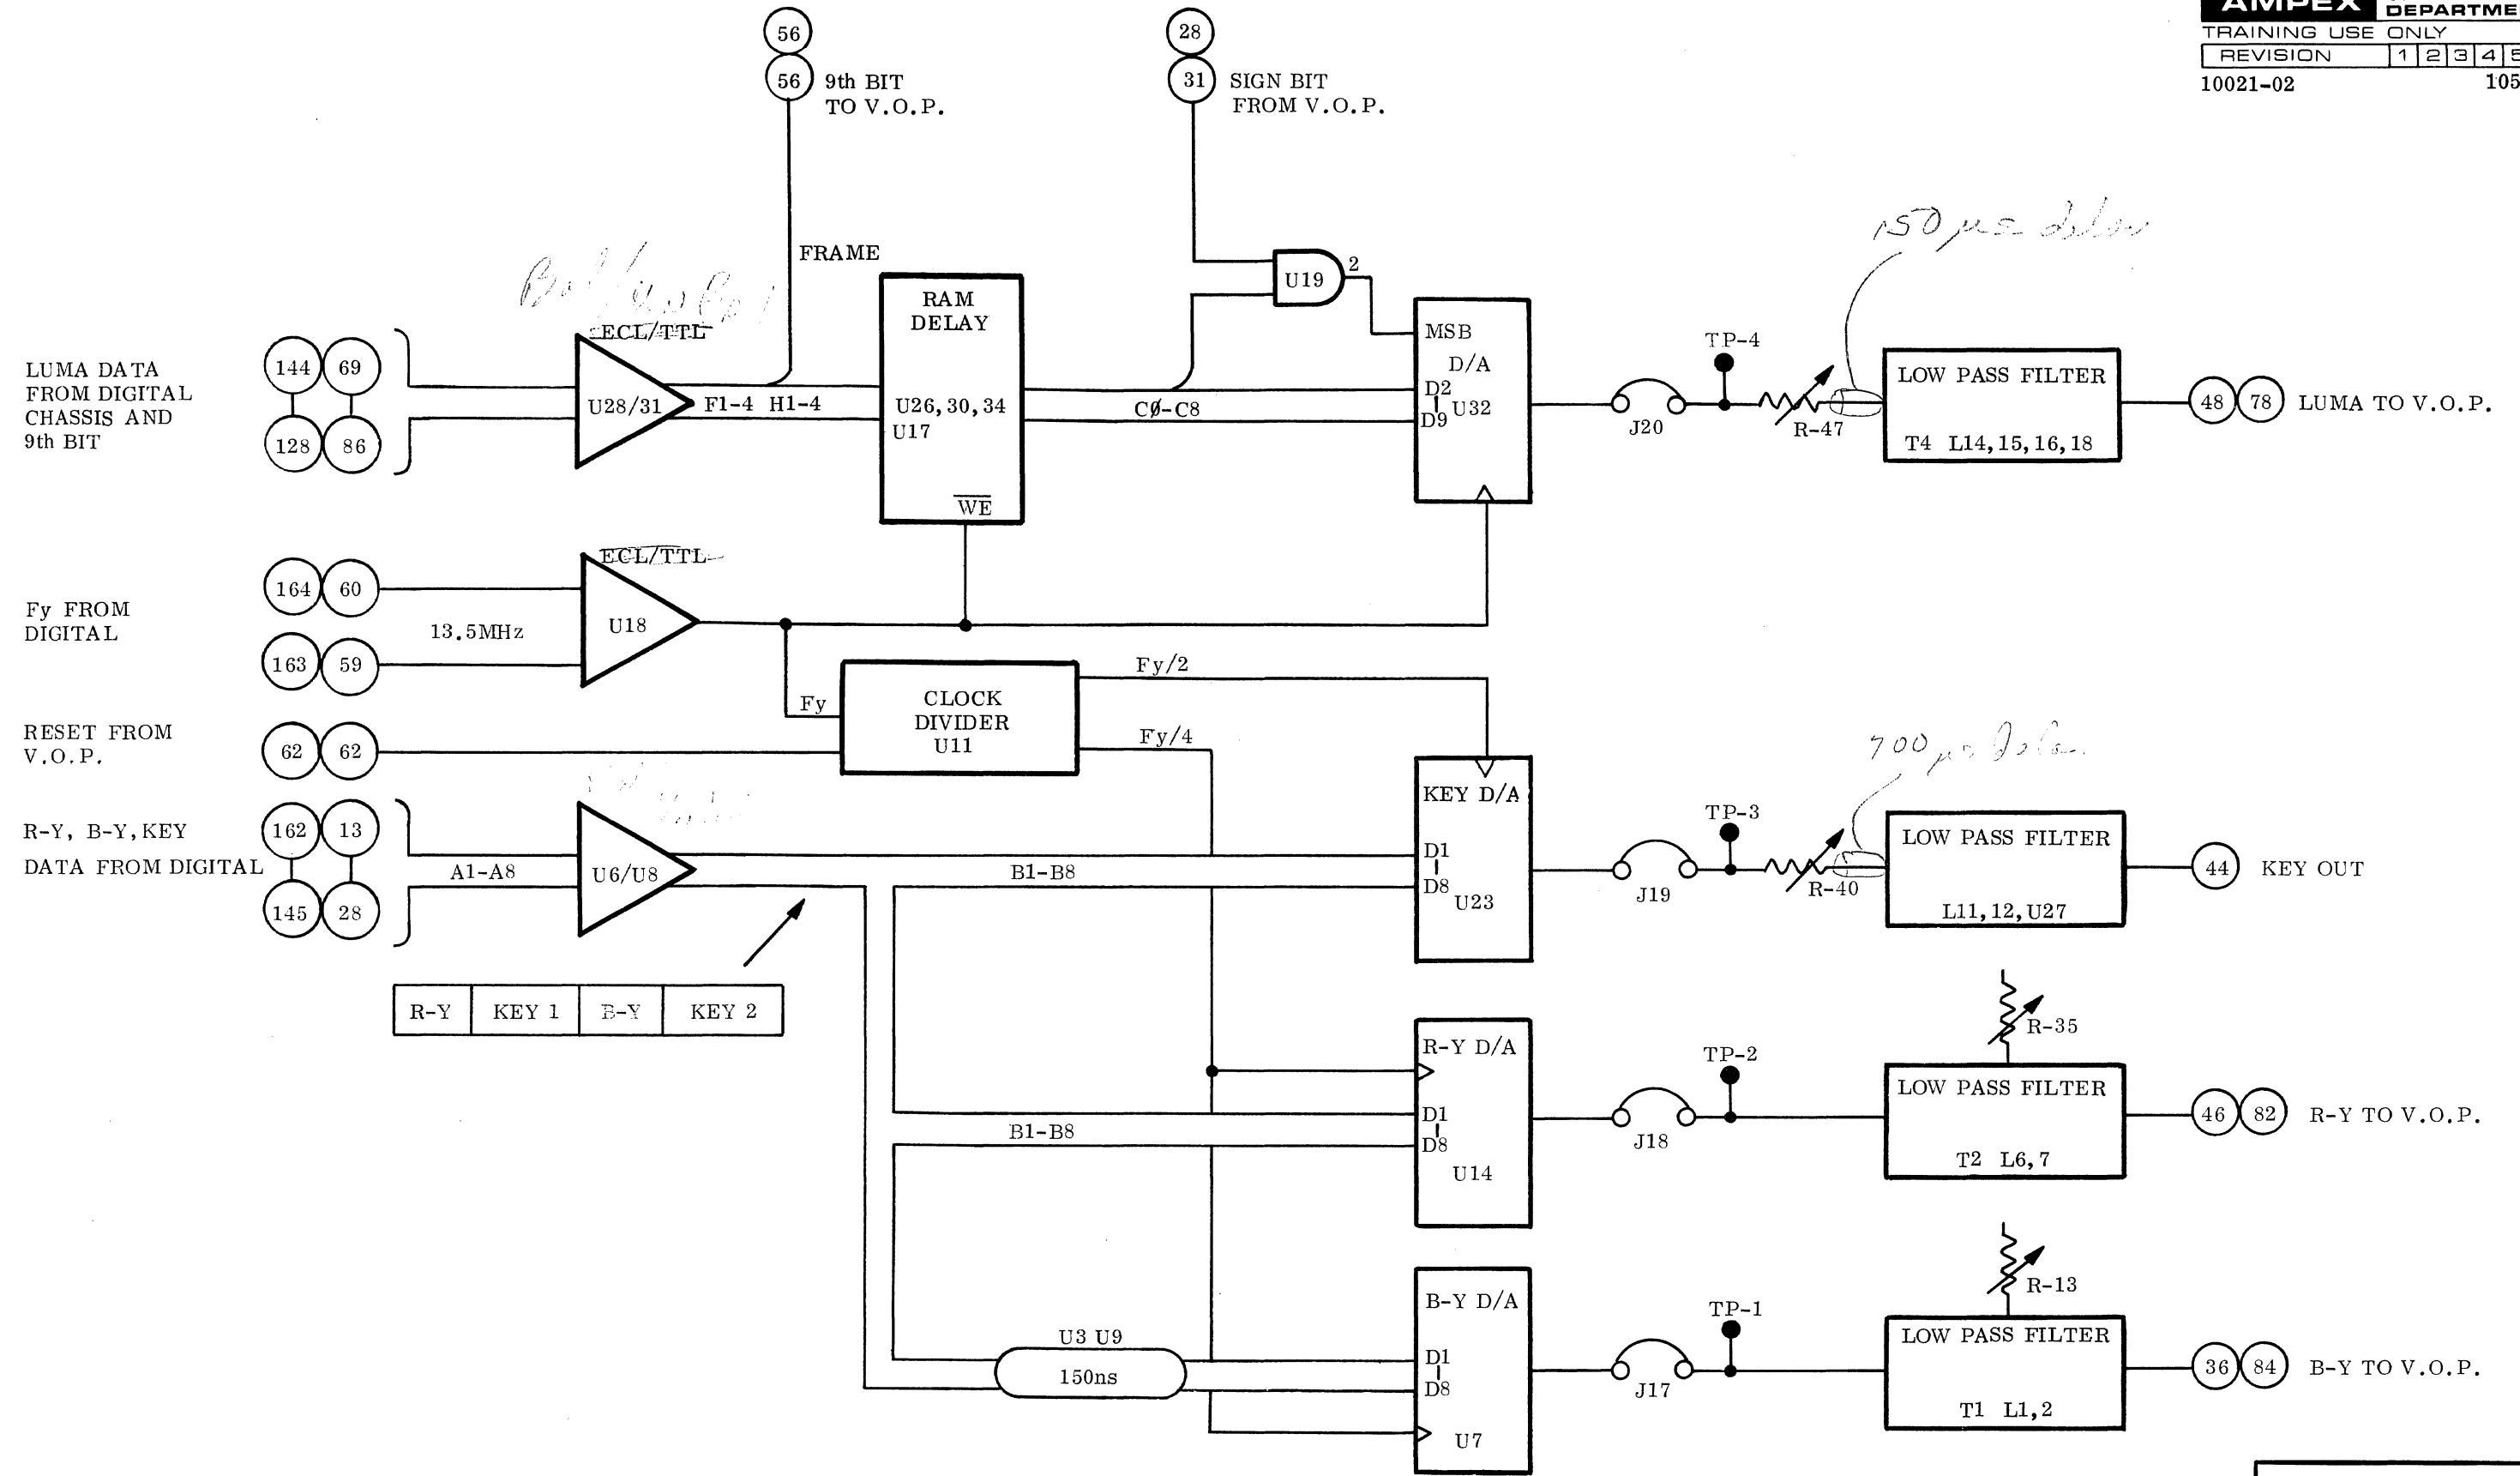 AMPEX
DEPARTME
TRAINING USE ONLY
REVISION 1 2 3 4 5
10021-02 105
56
56
9th BIT
TO V.O.P.
28
31
SIGN BIT
FROM V.O.P.
FRAME
LUMA DATA
FROM DIGITAL
CHASSIS AND
9th BIT
144 69
128 86
ECL/TTL
U28/31
F1-4 H1-4
RAM
DELAY
U26,30,34
U17
WE
U19
2
CØ-C8
MSB
D/A
D2
D9
U32
J20
TP-4
R-47
150 μs
LOW PASS FILTER
T4 L14,15,16,18
48 78
LUMA TO V.O.P.
Fy FROM
DIGITAL
164 60
163 59
13.5MHz
ECL/TTL
U18
RESET FROM
V.O.P.
62 62
Fy
CLOCK
DIVIDER
U11
Fy/2
Fy/4
R-Y, B-Y, KEY
DATA FROM DIGITAL
162 13
145 28
A1-A8
U6/U8
B1-B8
KEY D/A
D1
D8
U23
J19
TP-3
R-40
700 μs
LOW PASS FILTER
L11,12,U27
44
KEY OUT
R-Y KEY 1 B-Y KEY 2
B1-B8
R-Y D/A
D1
D8
U14
J18
TP-2
R-35
LOW PASS FILTER
T2 L6,7
46 82
R-Y TO V.O.P.
U3 U9
150ns
B-Y D/A
D1
D8
U7
J17
TP-1
R-13
LOW PASS FILTER
T1 L1,2
36 84
B-Y TO V.O.P.